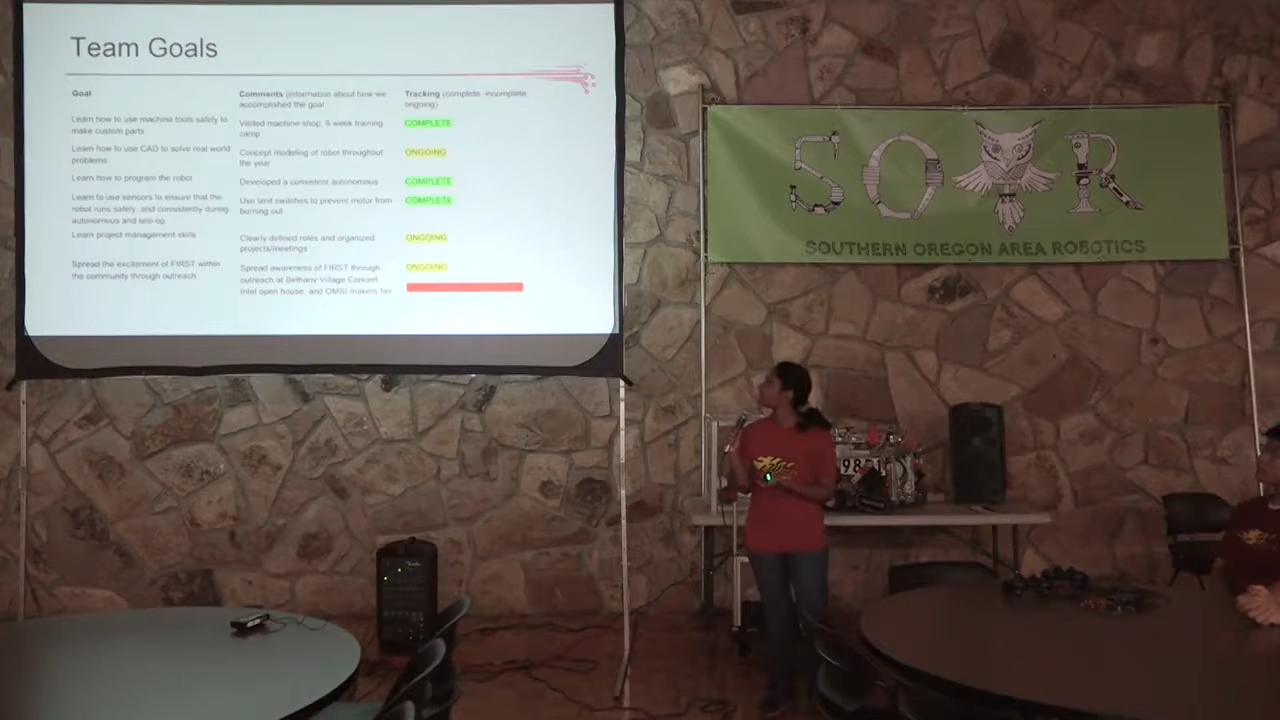 Team Goals
Goal
Comments (information about how we
accomplished the goal
Tracking (complete, incomplete
ongoing)
Learn how to use machine tools safely to
make custom parts
Visited machine shop, 6 week training
camp
COMPLETE
Learn how to use CAD to solve real world
problems
Concept modeling of robot throughout
the year
ONGOING
Learn how to program the robot
Developed a consistent autonomous
COMPLETE
Learn to use sensors to ensure that the
robot runs safely, and consistently during
autonomous and tele-op
Use limit switches to prevent motor from
burning out
COMPLETE
Learn project management skills
Clearly defined roles and organized
projects/meetings
ONGOING
Spread the excitement of FIRST within
the community through outreach
Spread awareness of FIRST through
outreach at Bethany Village Concert,
Intel open house, and OMSI makers fair
ONGOING
SOAR
SOUTHERN OREGON AREA ROBOTICS
Fender